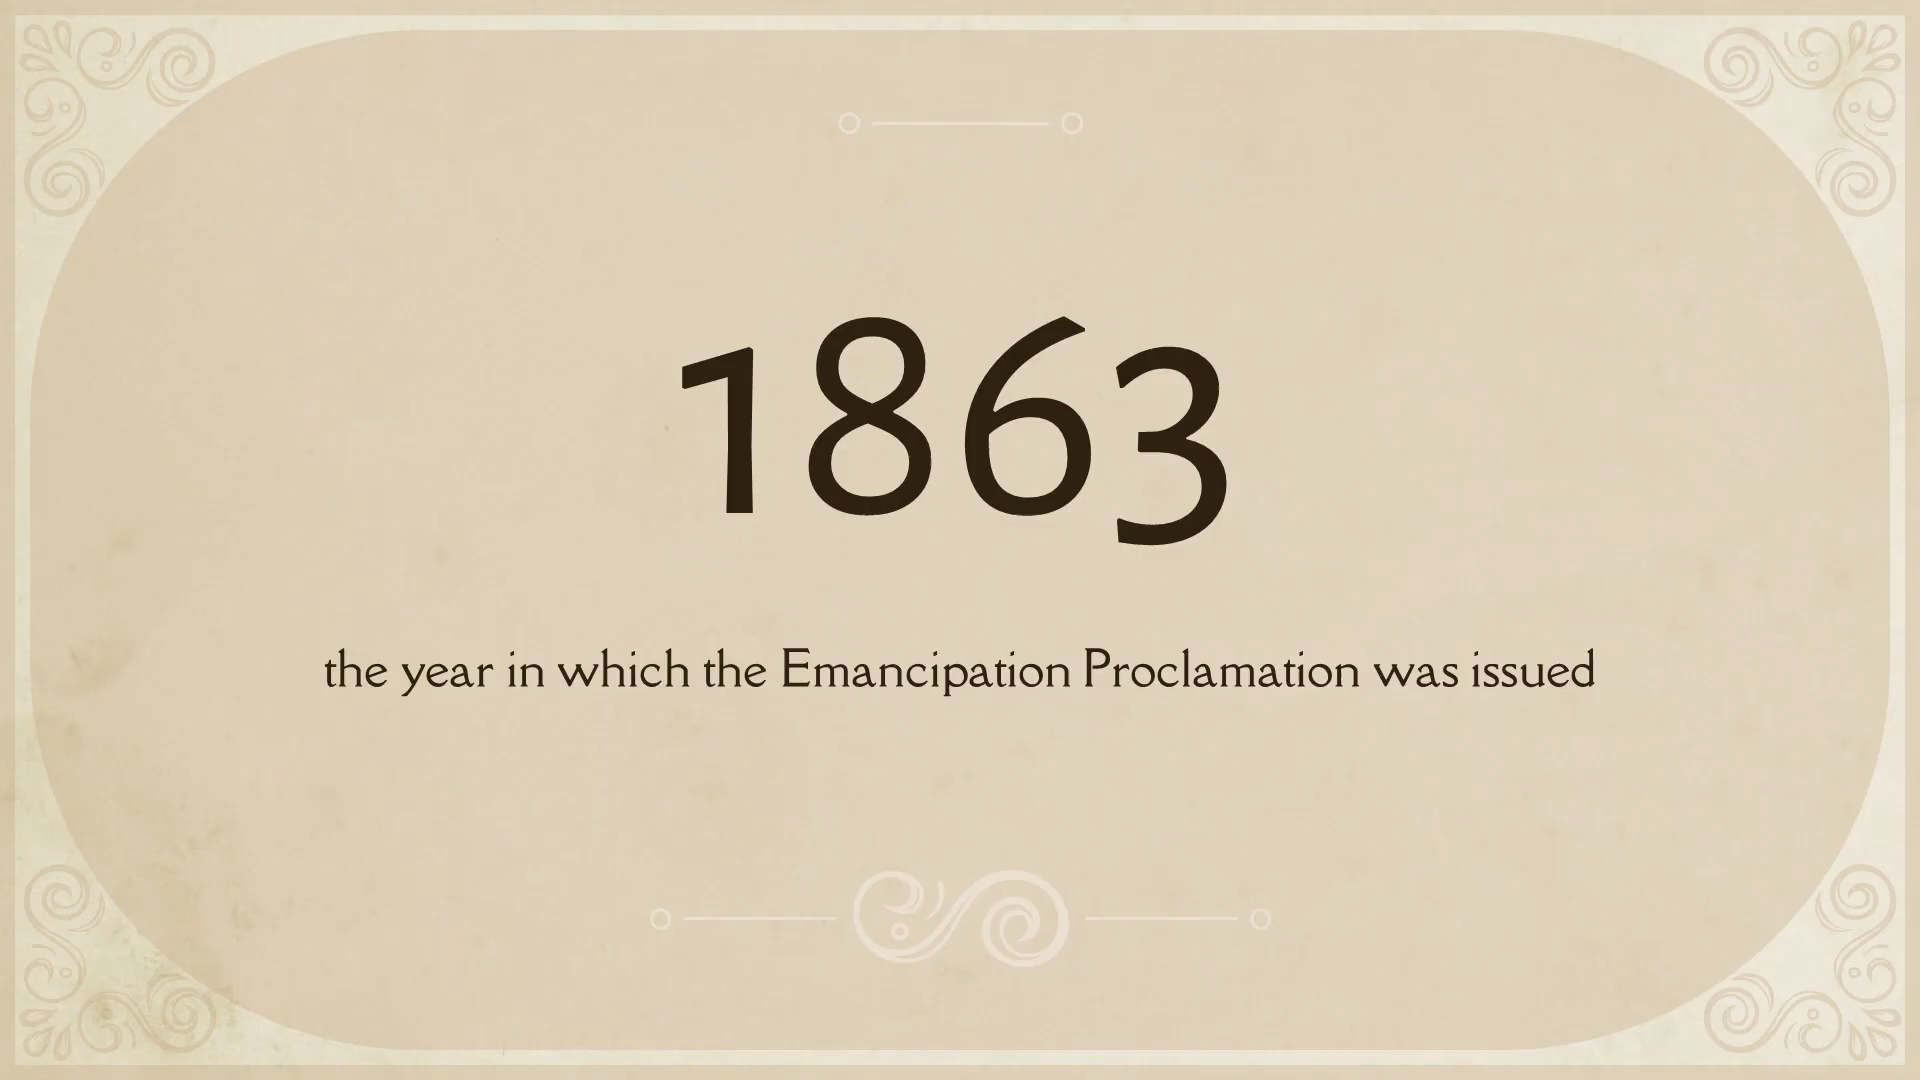 1863
the year in which the Emancipation Proclamation was issued